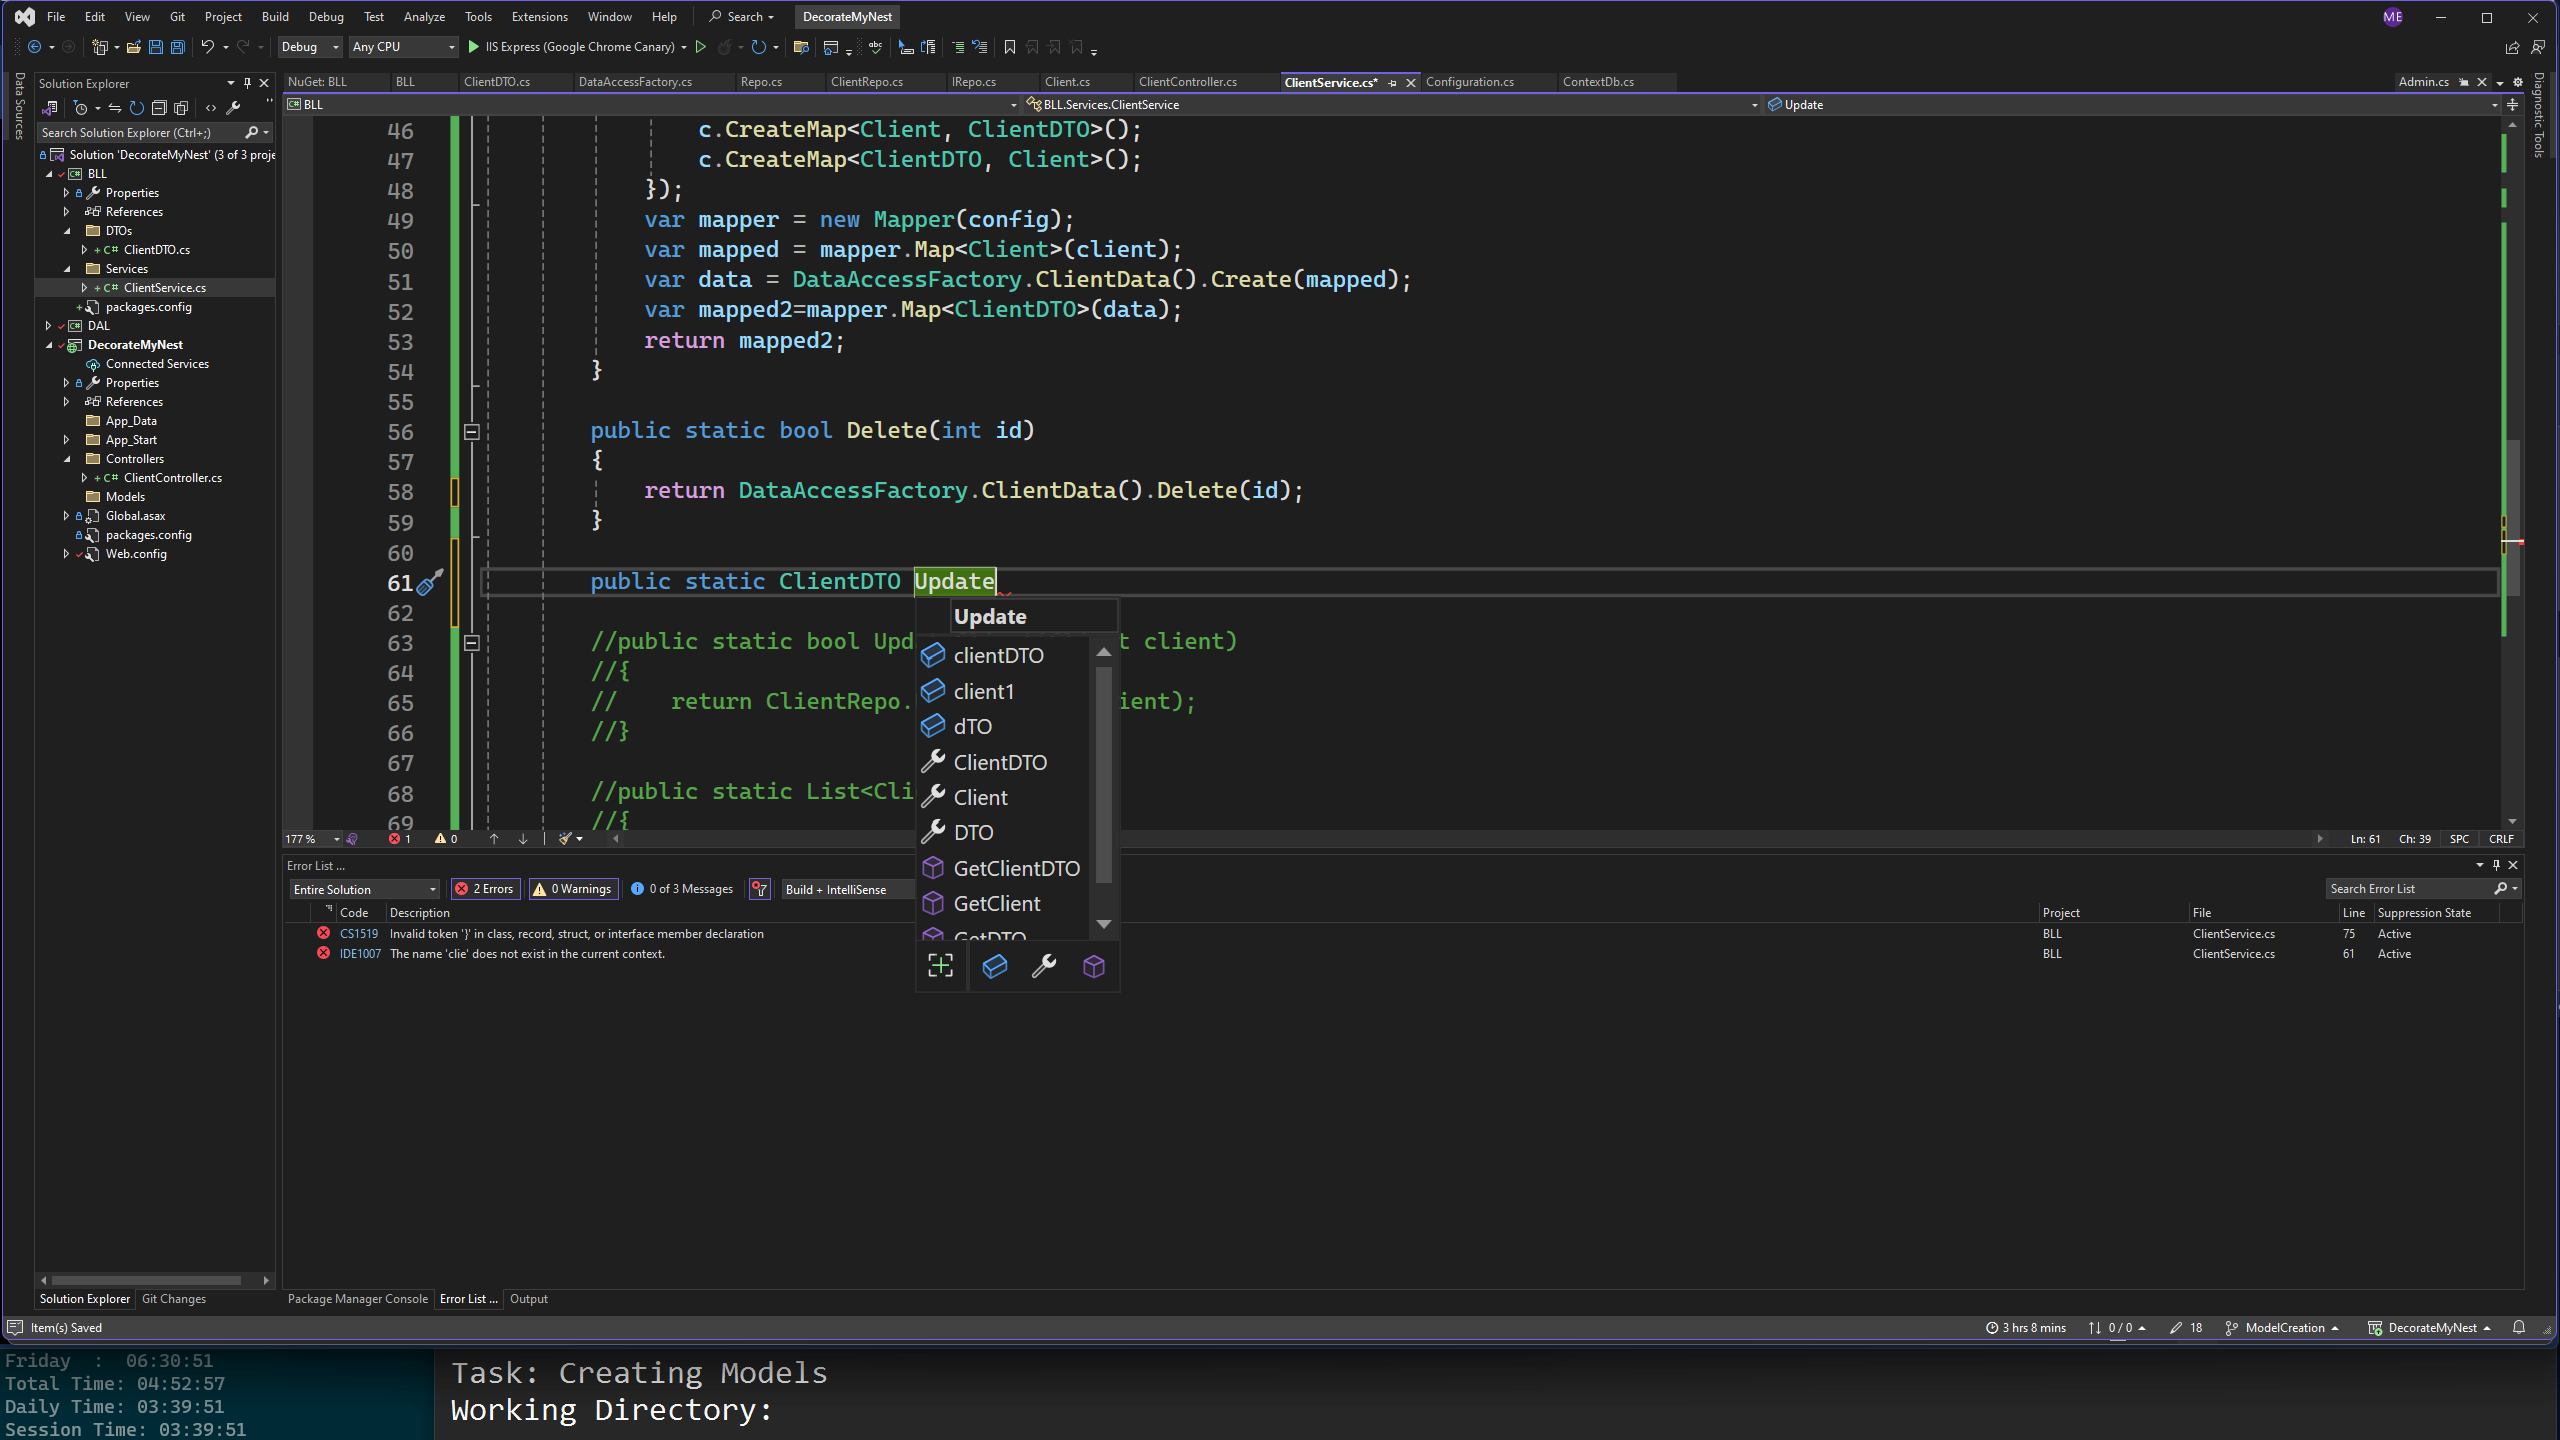 File Edit View Git Project Build Debug Test Analyze Tools Extensions Window Help Search DecorateMyNest ME
Debug Any CPU IIS Express (Google Chrome Canary)
Data Sources
Solution Explorer
Search Solution Explorer (Ctrl+;)
Solution 'DecorateMyNest' (3 of 3 proje
BLL
Properties
References
DTOs
C# ClientDTO.cs
Services
C# ClientService.cs
packages.config
DAL
DecorateMyNest
Connected Services
Properties
References
App_Data
App_Start
Controllers
C# ClientController.cs
Models
Global.asax
packages.config
Web.config
NuGet: BLL BLL ClientDTO.cs DataAccessFactory.cs Repo.cs ClientRepo.cs IRepo.cs Client.cs ClientController.cs ClientService.cs* Configuration.cs ContextDb.cs Admin.cs
BLL BLL.Services.ClientService Update
Diagnostic Tools
46 c.CreateMap<Client, ClientDTO>();
47 c.CreateMap<ClientDTO, Client>();
48 });
49 var mapper = new Mapper(config);
50 var mapped = mapper.Map<Client>(client);
51 var data = DataAccessFactory.ClientData().Create(mapped);
52 var mapped2=mapper.Map<ClientDTO>(data);
53 return mapped2;
54 }
55
56 public static bool Delete(int id)
57 {
58 return DataAccessFactory.ClientData().Delete(id);
59 }
60
61 public static ClientDTO Update
62
63 //public static bool Upd t client)
64 //{
65 // return ClientRepo. ient);
66 //}
67
68 //public static List<Cli
69 //{
Update
clientDTO
client1
dTO
ClientDTO
Client
DTO
GetClientDTO
GetClient
GetDTO
177 % 1 0 Ln: 61 Ch: 39 SPC CRLF
Error List ...
Entire Solution 2 Errors 0 Warnings 0 of 3 Messages Build + IntelliSense Search Error List
Code Description Project File Line Suppression State
CS1519 Invalid token '}' in class, record, struct, or interface member declaration BLL ClientService.cs 75 Active
IDE1007 The name 'clie' does not exist in the current context. BLL ClientService.cs 61 Active
Solution Explorer Git Changes Package Manager Console Error List ... Output
Item(s) Saved 3 hrs 8 mins 0 / 0 18 ModelCreation DecorateMyNest
Friday : 06:30:51
Total Time: 04:52:57
Daily Time: 03:39:51
Session Time: 03:39:51
Task: Creating Models
Working Directory: